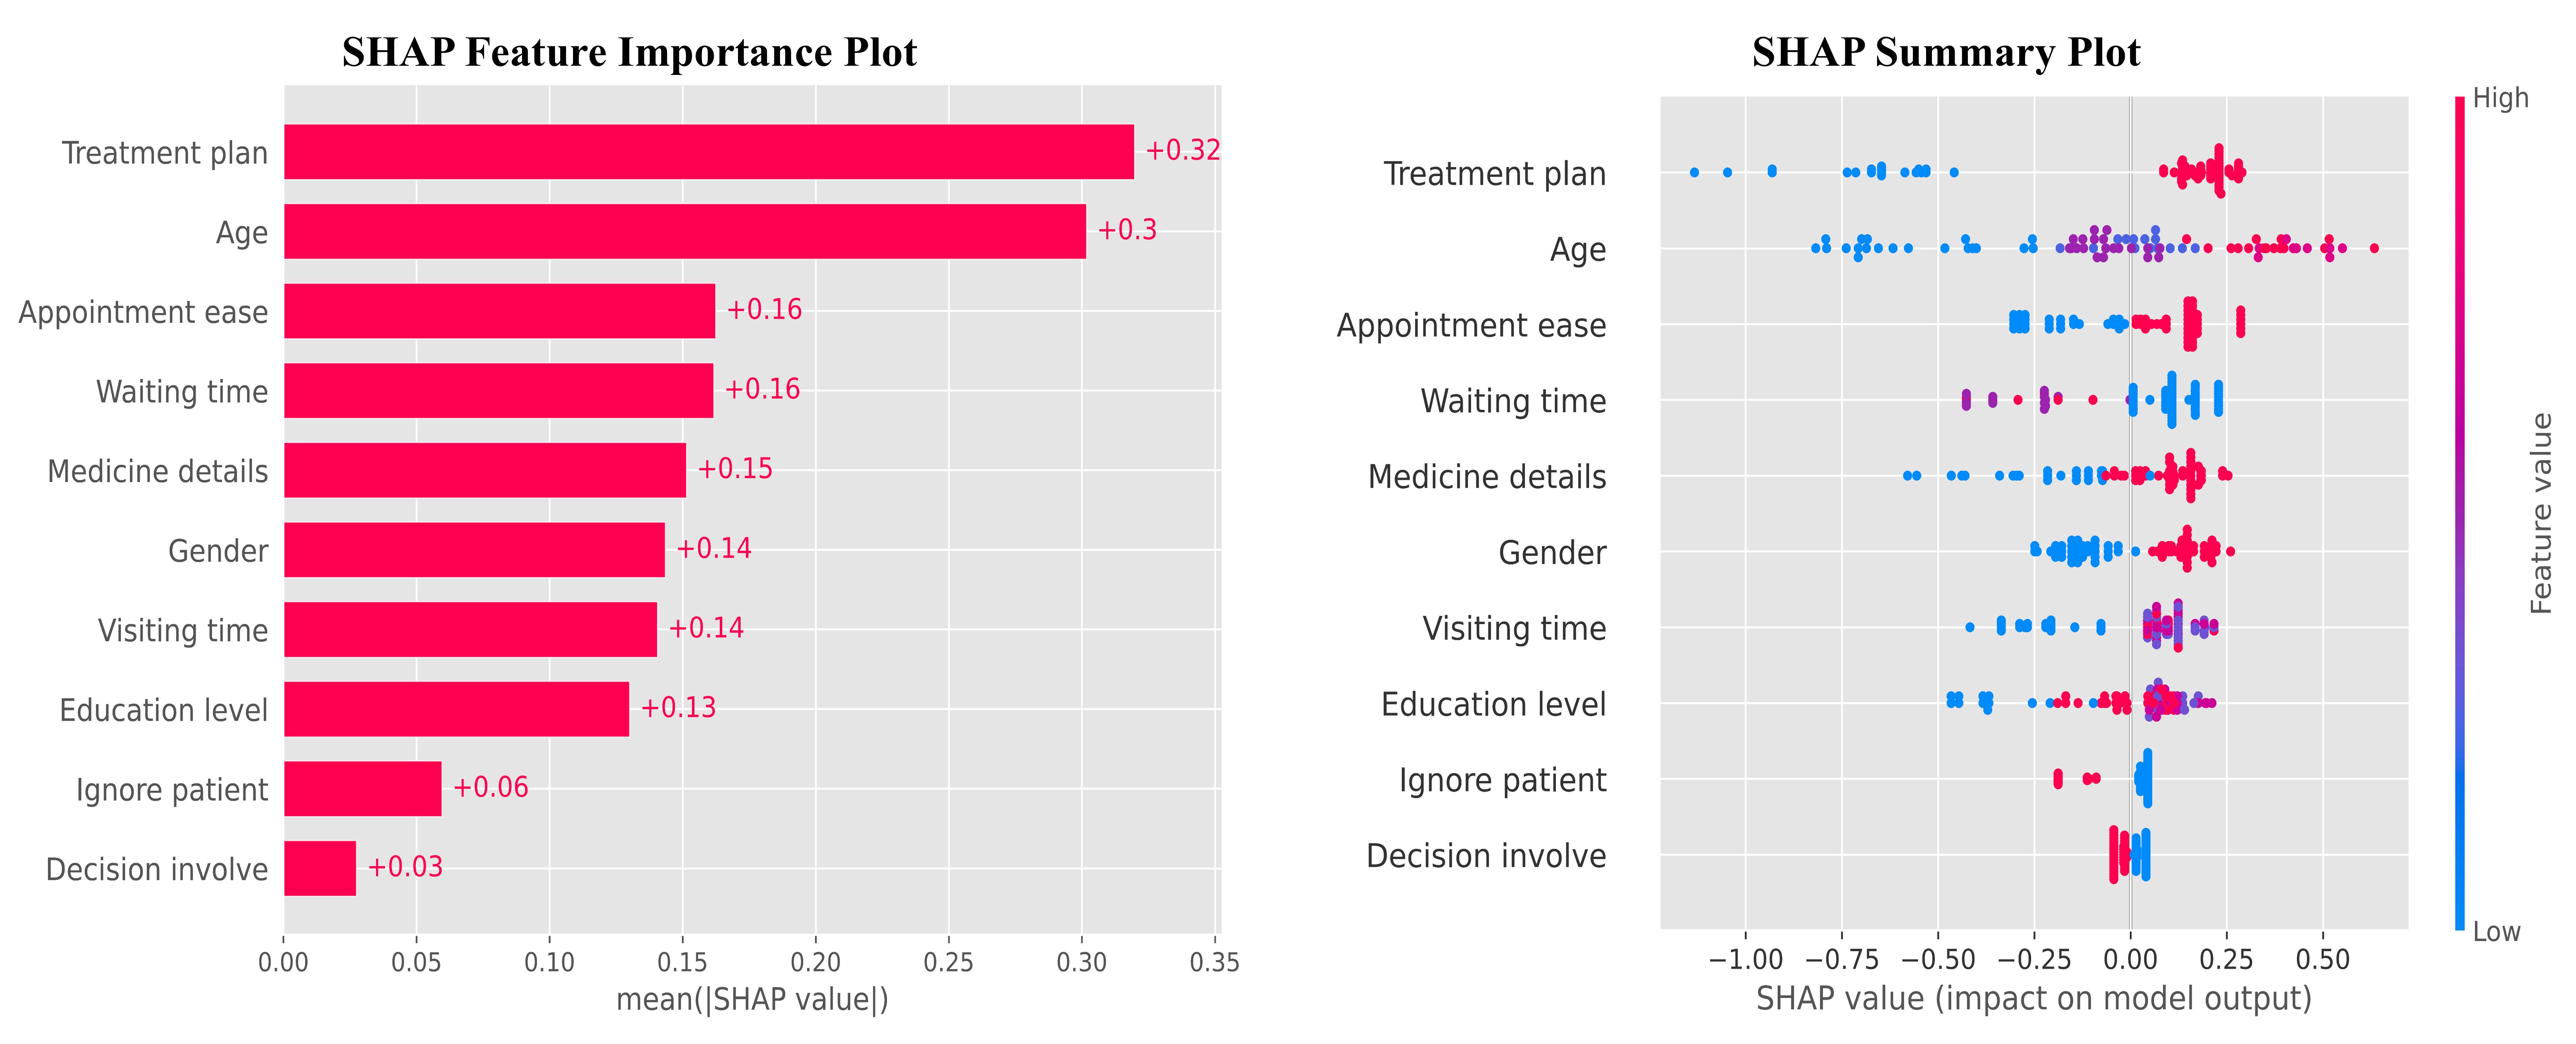 SHAP Feature Importance Plot
Treatment plan
+0.32
Age
+0.3
Appointment ease
+0.16
Waiting time
+0.16
Medicine details
+0.15
Gender
+0.14
Visiting time
+0.14
Education level
+0.13
Ignore patient
+0.06
Decision involve
+0.03
0.00 0.05 0.10 0.15 0.20 0.25 0.30 0.35
mean(|SHAP value|)
SHAP Summary Plot
Treatment plan
Age
Appointment ease
Waiting time
Medicine details
Gender
Visiting time
Education level
Ignore patient
Decision involve
−1.00 −0.75 −0.50 −0.25 0.00 0.25 0.50
SHAP value (impact on model output)
High
Feature value
Low